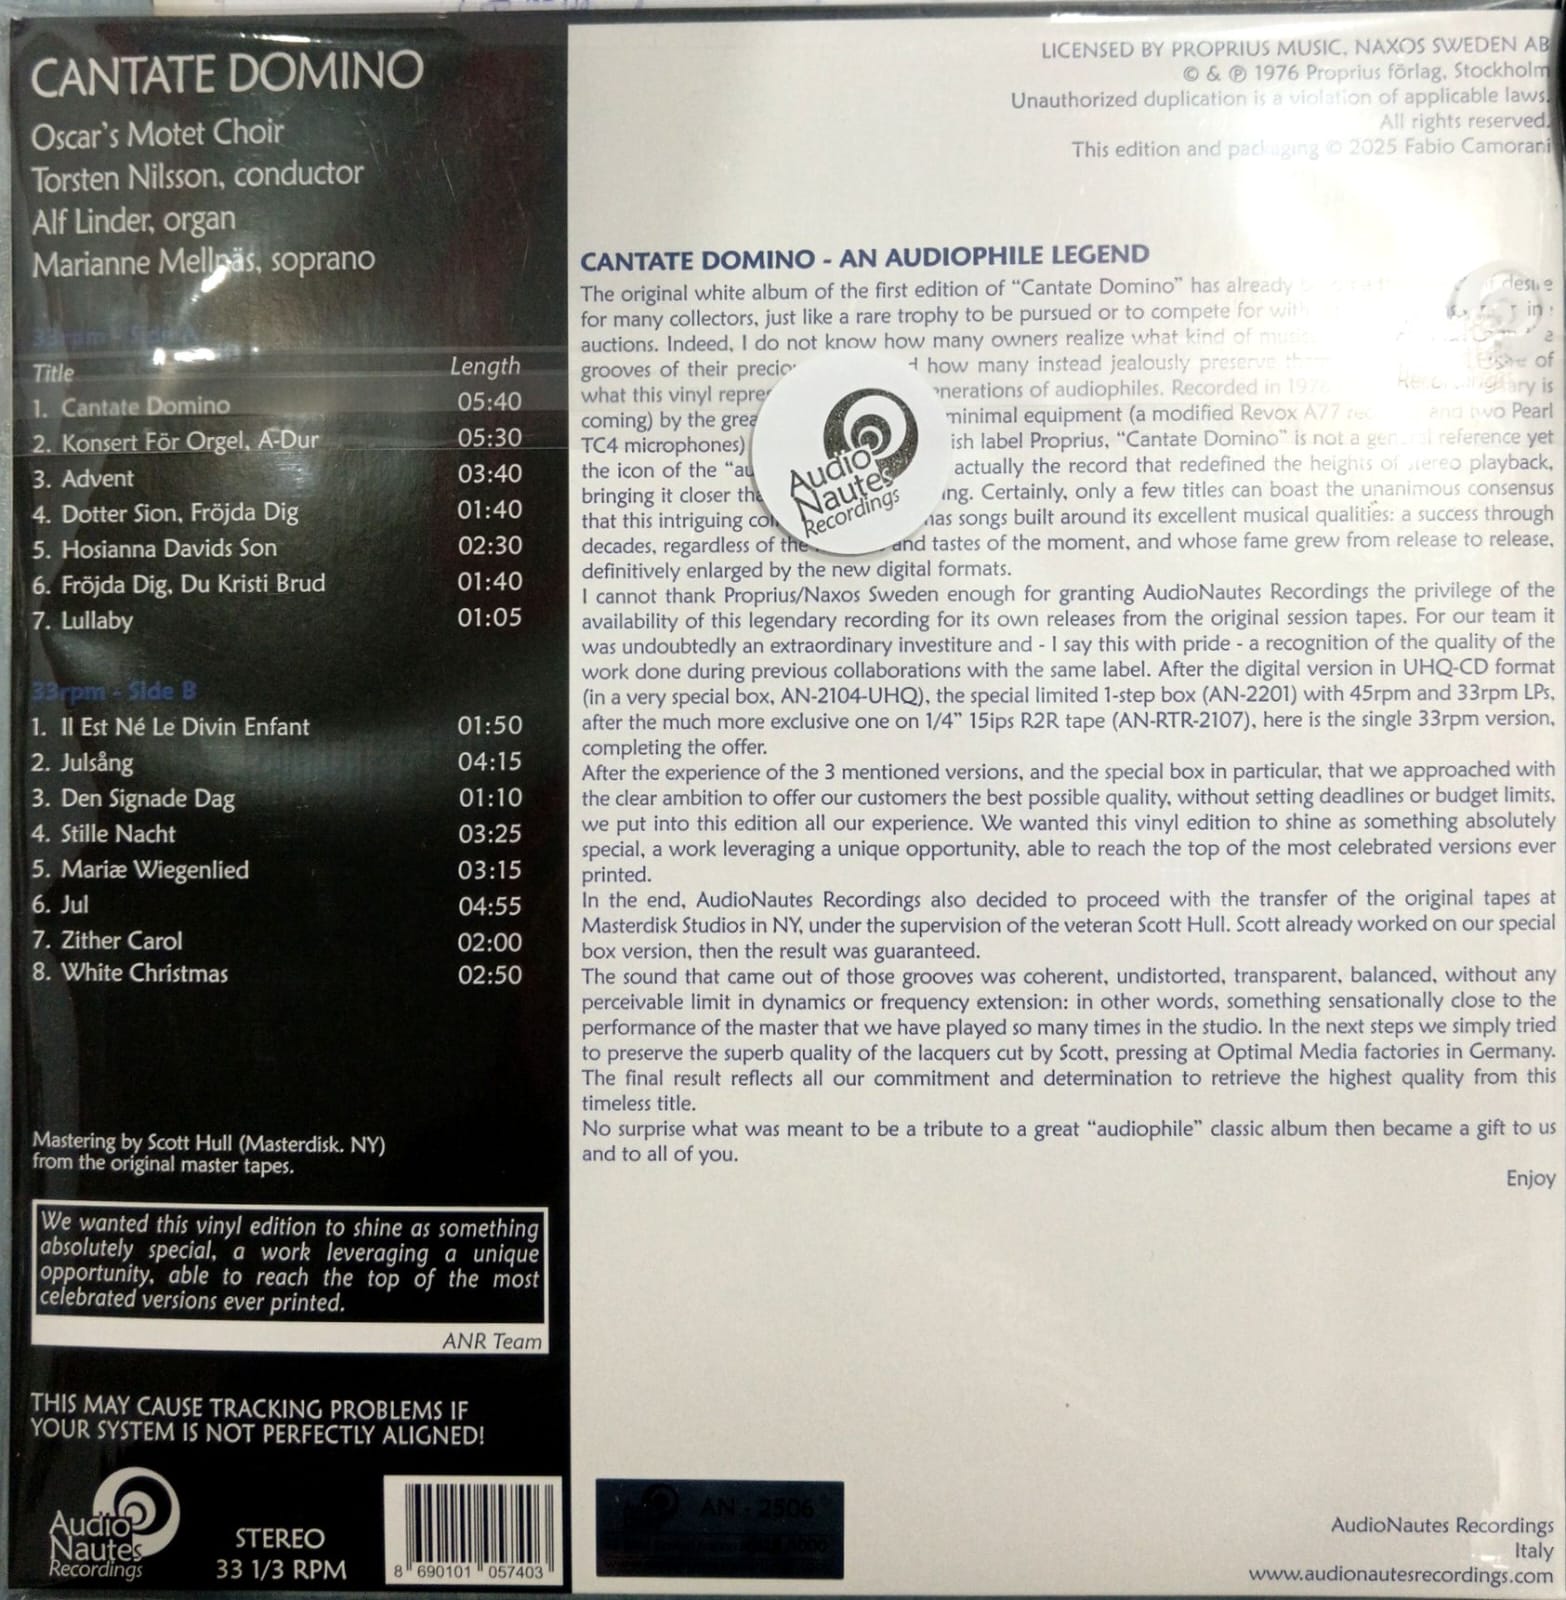 CANTATE DOMINO
Oscar's Motet Choir
Torsten Nilsson, conductor
Alf Linder, organ
Marianne Mellnäs, soprano
33rpm - Side A
Title Length
1. Cantate Domino 05:40
2. Konsert För Orgel, A-Dur 05:30
3. Advent 03:40
4. Dotter Sion, Fröjda Dig 01:40
5. Hosianna Davids Son 02:30
6. Fröjda Dig, Du Kristi Brud 01:40
7. Lullaby 01:05
33rpm - Side B
1. Il Est Né Le Divin Enfant 01:50
2. Julsång 04:15
3. Den Signade Dag 01:10
4. Stille Nacht 03:25
5. Mariæ Wiegenlied 03:15
6. Jul 04:55
7. Zither Carol 02:00
8. White Christmas 02:50
Mastering by Scott Hull (Masterdisk. NY)
from the original master tapes.
We wanted this vinyl edition to shine as something
absolutely special, a work leveraging a unique
opportunity, able to reach the top of the most
celebrated versions ever printed.
ANR Team
THIS MAY CAUSE TRACKING PROBLEMS IF
YOUR SYSTEM IS NOT PERFECTLY ALIGNED!
Audio
Nautes
Recordings
STEREO
33 1/3 RPM
8 690101 057403
LICENSED BY PROPRIUS MUSIC, NAXOS SWEDEN AB
© & ℗ 1976 Proprius förlag, Stockholm
Unauthorized duplication is a violation of applicable laws.
All rights reserved.
This edition and packaging © 2025 Fabio Camorani
CANTATE DOMINO - AN AUDIOPHILE LEGEND
The original white album of the first edition of "Cantate Domino" has already desire
for many collectors, just like a rare trophy to be pursued or to compete for with in
auctions. Indeed, I do not know how many owners realize what kind of music
grooves of their how many instead jealously preserve of
what this vinyl generations of audiophiles. Recorded in is
coming) by the minimal equipment (a modified Revox A77 and two Pearl
TC4 microphones) label Proprius, "Cantate Domino" is not a general reference yet
the icon of the actually the record that redefined the heights of stereo playback,
bringing it closer Certainly, only a few titles can boast the unanimous consensus
that this intriguing has songs built around its excellent musical qualities: a success through
decades, regardless of the and tastes of the moment, and whose fame grew from release to release,
definitively enlarged by the new digital formats.
I cannot thank Proprius/Naxos Sweden enough for granting AudioNautes Recordings the privilege of the
availability of this legendary recording for its own releases from the original session tapes. For our team it
was undoubtedly an extraordinary investiture and - I say this with pride - a recognition of the quality of the
work done during previous collaborations with the same label. After the digital version in UHQ-CD format
(in a very special box, AN-2104-UHQ), the special limited 1-step box (AN-2201) with 45rpm and 33rpm LPs,
after the much more exclusive one on 1/4" 15ips R2R tape (AN-RTR-2107), here is the single 33rpm version,
completing the offer.
After the experience of the 3 mentioned versions, and the special box in particular, that we approached with
the clear ambition to offer our customers the best possible quality, without setting deadlines or budget limits,
we put into this edition all our experience. We wanted this vinyl edition to shine as something absolutely
special, a work leveraging a unique opportunity, able to reach the top of the most celebrated versions ever
printed.
In the end, AudioNautes Recordings also decided to proceed with the transfer of the original tapes at
Masterdisk Studios in NY, under the supervision of the veteran Scott Hull. Scott already worked on our special
box version, then the result was guaranteed.
The sound that came out of those grooves was coherent, undistorted, transparent, balanced, without any
perceivable limit in dynamics or frequency extension: in other words, something sensationally close to the
performance of the master that we have played so many times in the studio. In the next steps we simply tried
to preserve the superb quality of the lacquers cut by Scott, pressing at Optimal Media factories in Germany.
The final result reflects all our commitment and determination to retrieve the highest quality from this
timeless title.
No surprise what was meant to be a tribute to a great "audiophile" classic album then became a gift to us
and to all of you.
Enjoy
Audio
Nautes
Recordings
AN - 2506
AudioNautes Recordings
Italy
www.audionautesrecordings.com